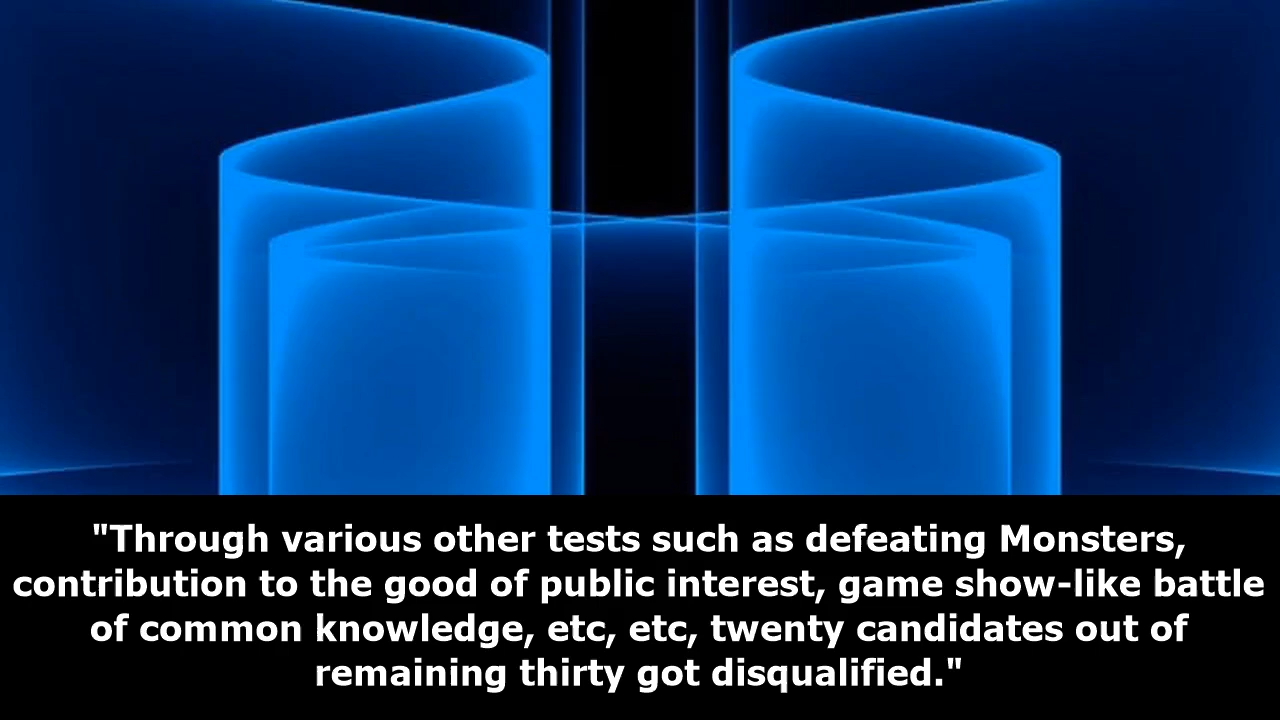 "Through various other tests such as defeating Monsters,
contribution to the good of public interest, game show-like battle
of common knowledge, etc, etc, twenty candidates out of
remaining thirty got disqualified."